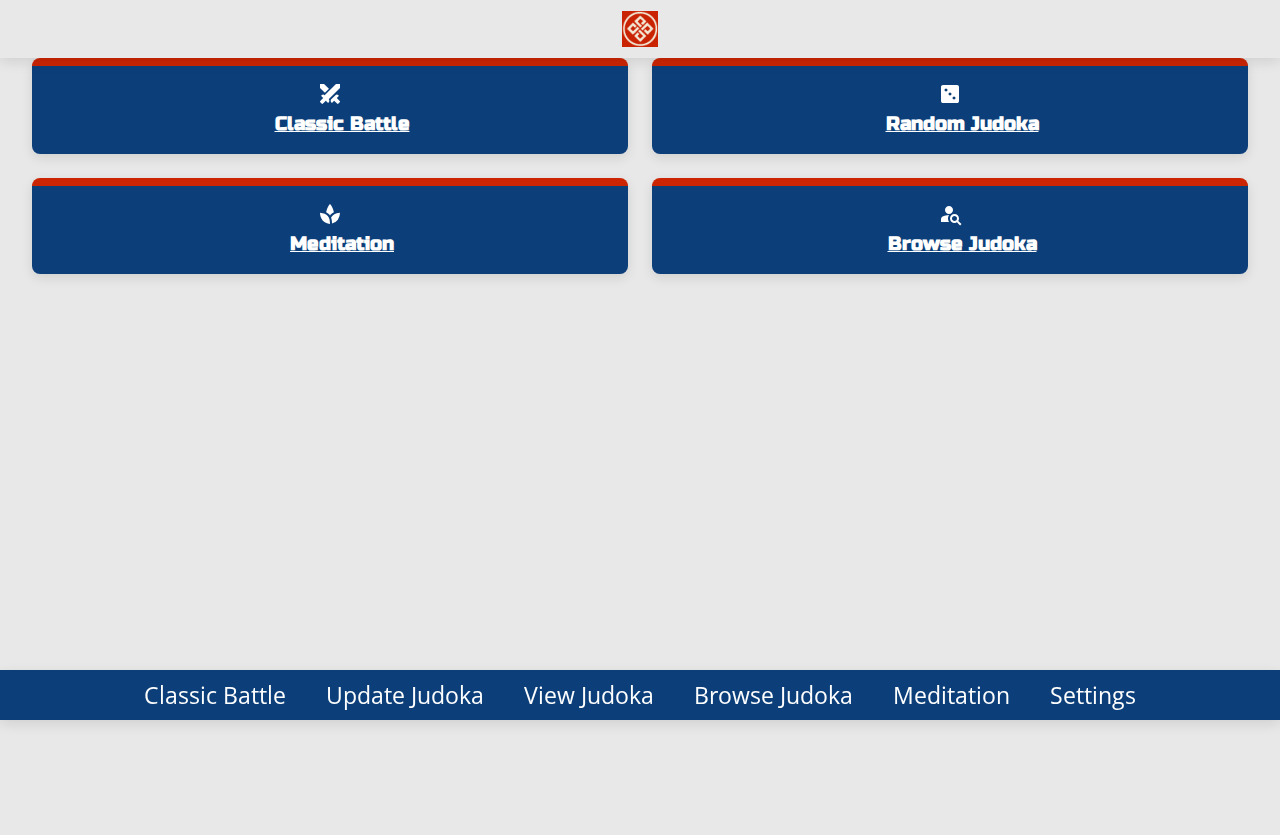 Classic Battle
Random Judoka
Meditation
Browse Judoka
Classic Battle Update Judoka View Judoka Browse Judoka Meditation Settings